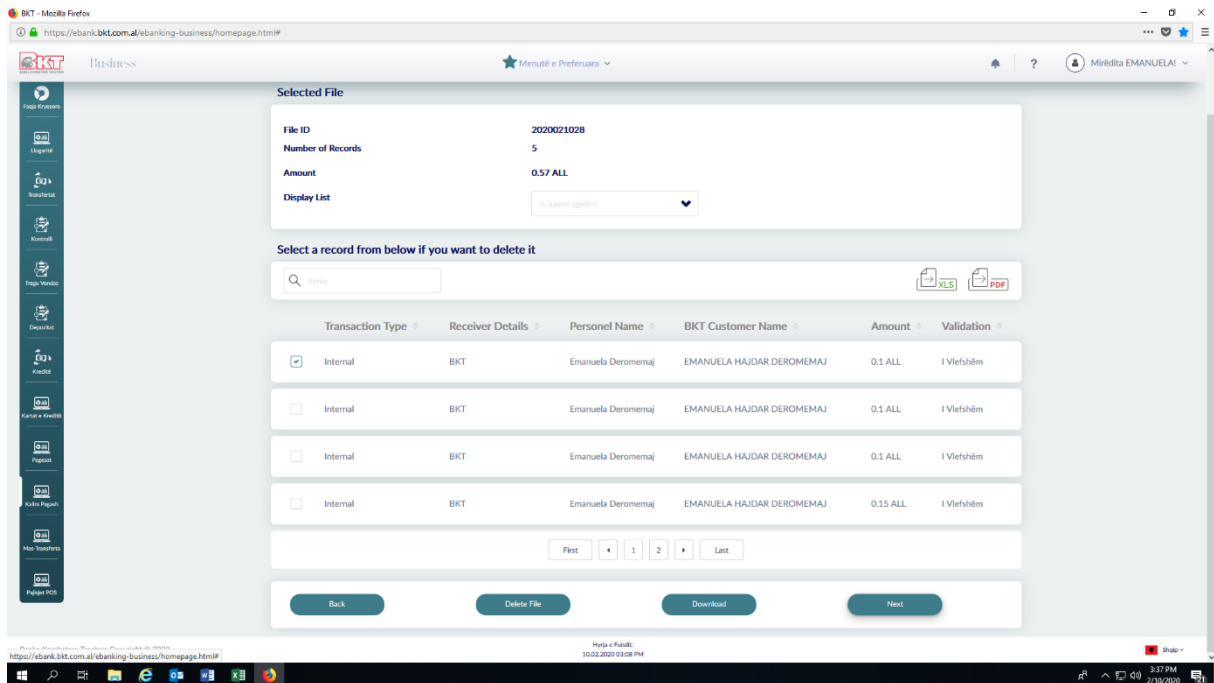 BKT - Mozilla Firefox
https://ebank.bkt.com.al/ebanking-business/homepage.html#
BKT Business Menutë e Preferuara ? Mirëdita EMANUELA!
Faqja Kryesore
Llogaritë
Transfertat
Kontrolli
Trego Vendos
Depozitat
Kreditë
Kartat e Kreditit
Pagesat
Kalim Pagash
Mas-Transferta
Pajisjet POS
Selected File
File ID 2020021028
Number of Records 5
Amount 0.57 ALL
Display List Ju lutemi zgjidhni
Select a record from below if you want to delete it
Kërko XLS PDF
Transaction Type Receiver Details Personel Name BKT Customer Name Amount Validation
Internal BKT Emanuela Deromemaj EMANUELA HAJDAR DEROMEMAJ 0.1 ALL I Vlefshëm
Internal BKT Emanuela Deromemaj EMANUELA HAJDAR DEROMEMAJ 0.1 ALL I Vlefshëm
Internal BKT Emanuela Deromemaj EMANUELA HAJDAR DEROMEMAJ 0.1 ALL I Vlefshëm
Internal BKT Emanuela Deromemaj EMANUELA HAJDAR DEROMEMAJ 0.15 ALL I Vlefshëm
First 1 2 Last
Back Delete File Download Next
Hyrja e Fundit:
10.02.2020 03:08 PM
Shqip
https://ebank.bkt.com.al/ebanking-business/homepage.html#
3:37 PM
2/10/2020